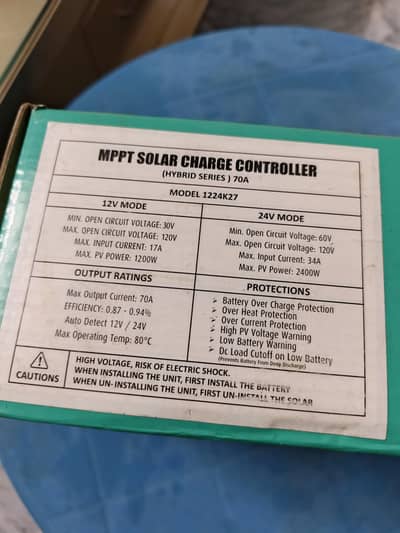 MPPT SOLAR CHARGE CONTROLLER
(HYBRID SERIES ) 70A
MODEL 1224K27
12V MODE
MIN. OPEN CIRCUIT VOLTAGE: 30V
MAX. OPEN CIRCUIT VOLTAGE: 120V
MAX. INPUT CURRENT: 17A
MAX. PV POWER: 1200W
24V MODE
Min. Open Circuit Voltage: 60V
Max. Open Circuit Voltage: 120V
Max. Input Current: 34A
Max. PV Power: 2400W
OUTPUT RATINGS
Max Output Current: 70A
EFFICIENCY: 0.87 - 0.94%
Auto Detect 12V / 24V
Max Operating Temp: 80°C
PROTECTIONS
➢ Battery Over Charge Protection
➢ Over Heat Protection
➢ Over Current Protection
➢ High PV Voltage Warning
➢ Low Battery Warning
➢ Dc Load Cutoff on Low Battery
(Prevents Battery From Deep Discharge)
CAUTIONS
HIGH VOLTAGE, RISK OF ELECTRIC SHOCK.
WHEN INSTALLING THE UNIT, FIRST INSTALL THE BATTERY
WHEN UN-INSTALLING THE UNIT, FIRST UN-INSTALL THE SOLAR